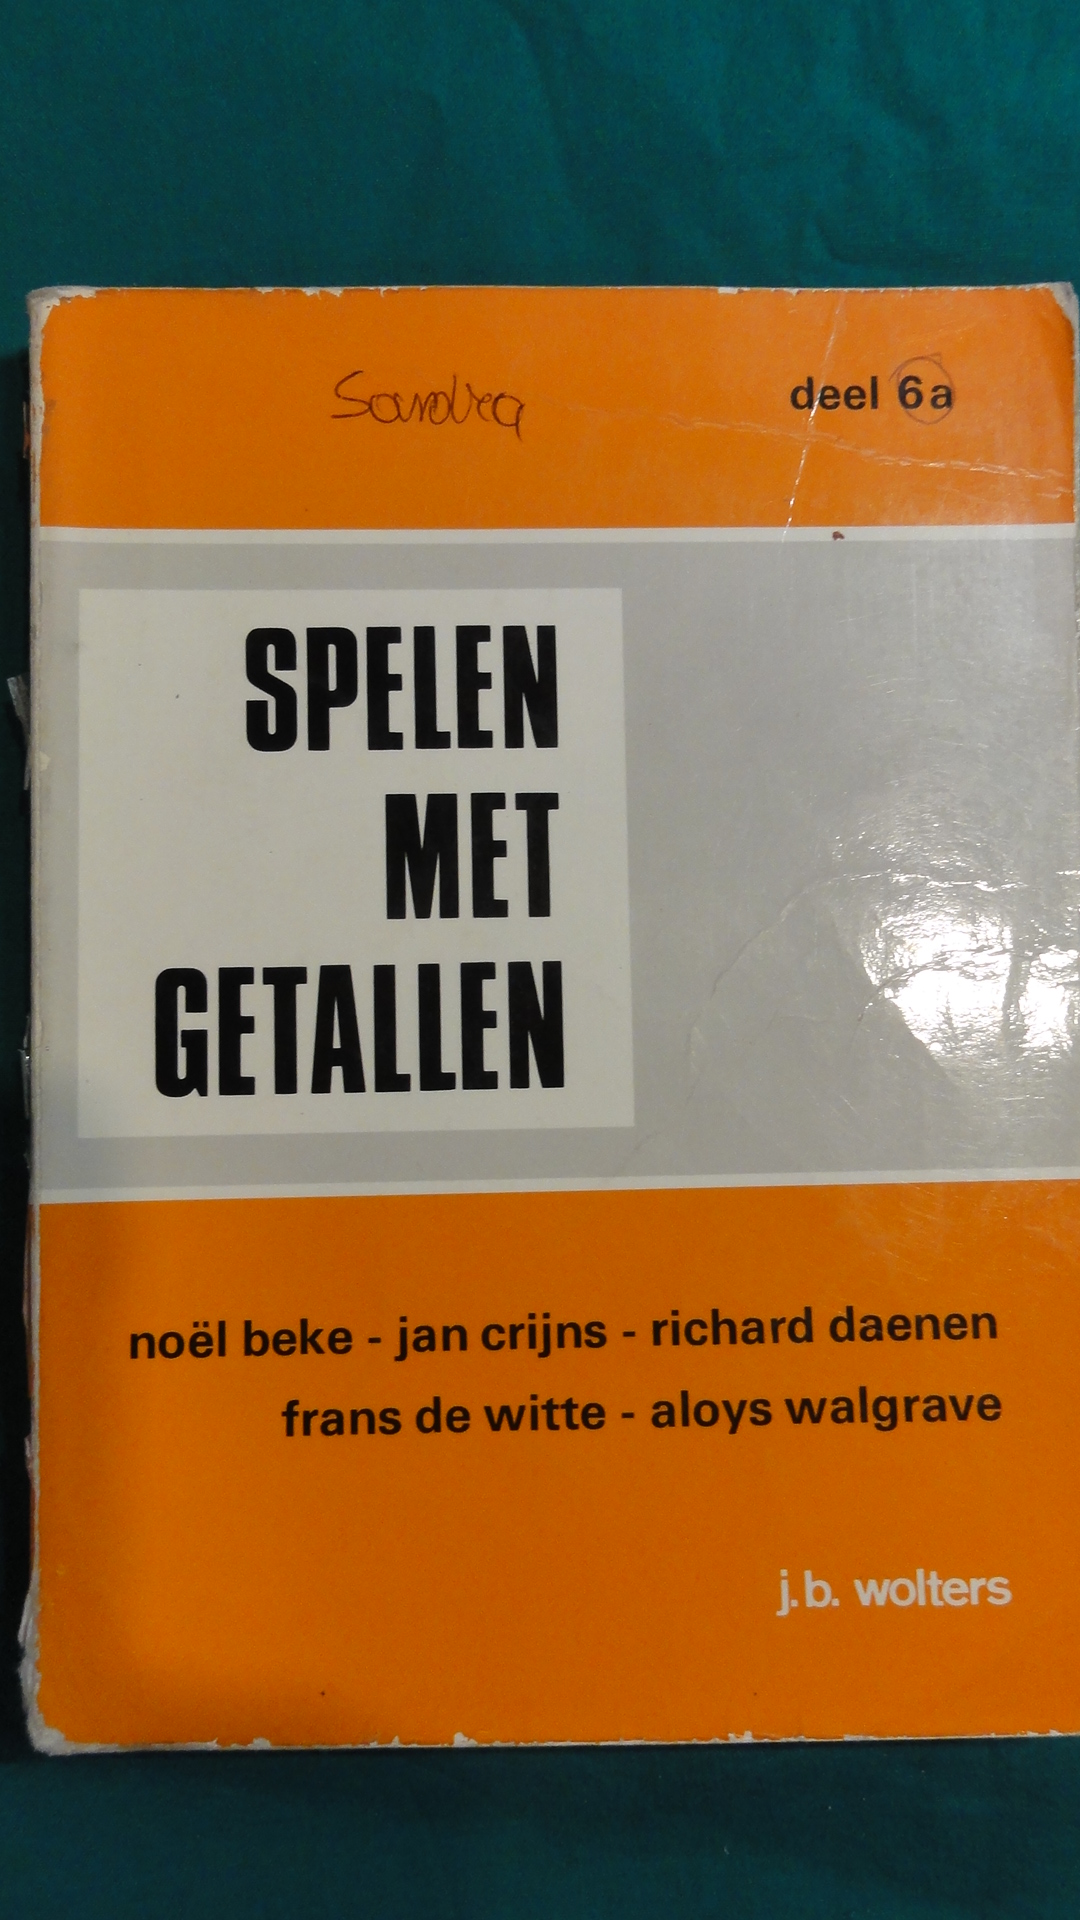 Sandra
deel 6a
SPELEN
MET
GETALLEN
noël beke - jan crijns - richard daenen
frans de witte - aloys walgrave
j.b. wolters